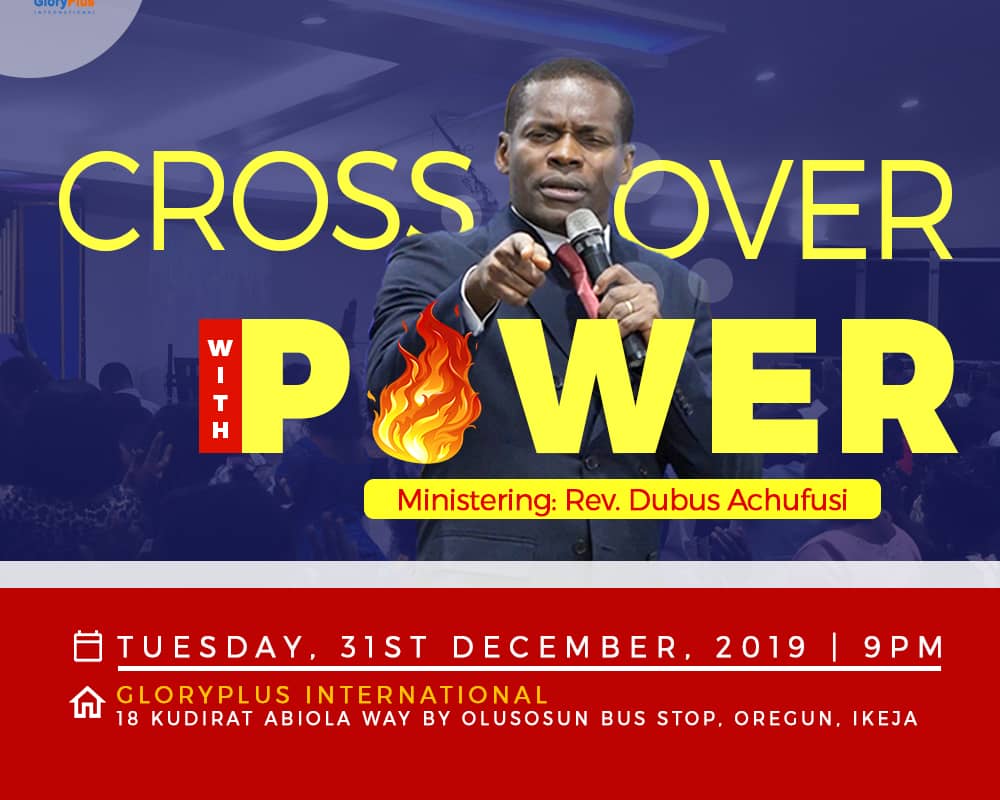 GloryPlus
INTERNATIONAL
CROSS OVER
WITH
POWER
Ministering: Rev. Dubus Achufusi
TUESDAY, 31ST DECEMBER, 2019 | 9PM
GLORYPLUS INTERNATIONAL
18 KUDIRAT ABIOLA WAY BY OLUSOSUN BUS STOP, OREGUN, IKEJA